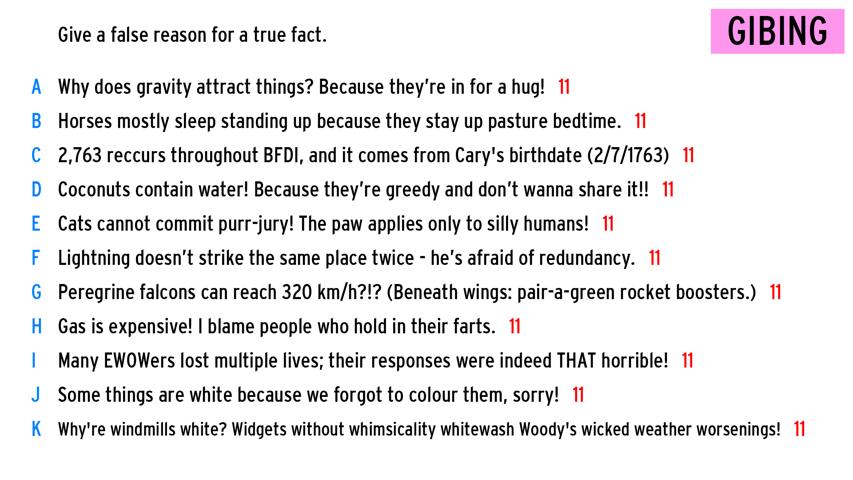 Give a false reason for a true fact.
GIBING
A Why does gravity attract things? Because they're in for a hug! 11
B Horses mostly sleep standing up because they stay up pasture bedtime. 11
C 2,763 reccurs throughout BFDI, and it comes from Cary's birthdate (2/7/1763) 11
D Coconuts contain water! Because they're greedy and don't wanna share it!! 11
E Cats cannot commit purr-jury! The paw applies only to silly humans! 11
F Lightning doesn't strike the same place twice - he's afraid of redundancy. 11
G Peregrine falcons can reach 320 km/h?!? (Beneath wings: pair-a-green rocket boosters.) 11
H Gas is expensive! I blame people who hold in their farts. 11
I Many EWOWers lost multiple lives; their responses were indeed THAT horrible! 11
J Some things are white because we forgot to colour them, sorry! 11
K Why're windmills white? Widgets without whimsicality whitewash Woody's wicked weather worsenings! 11